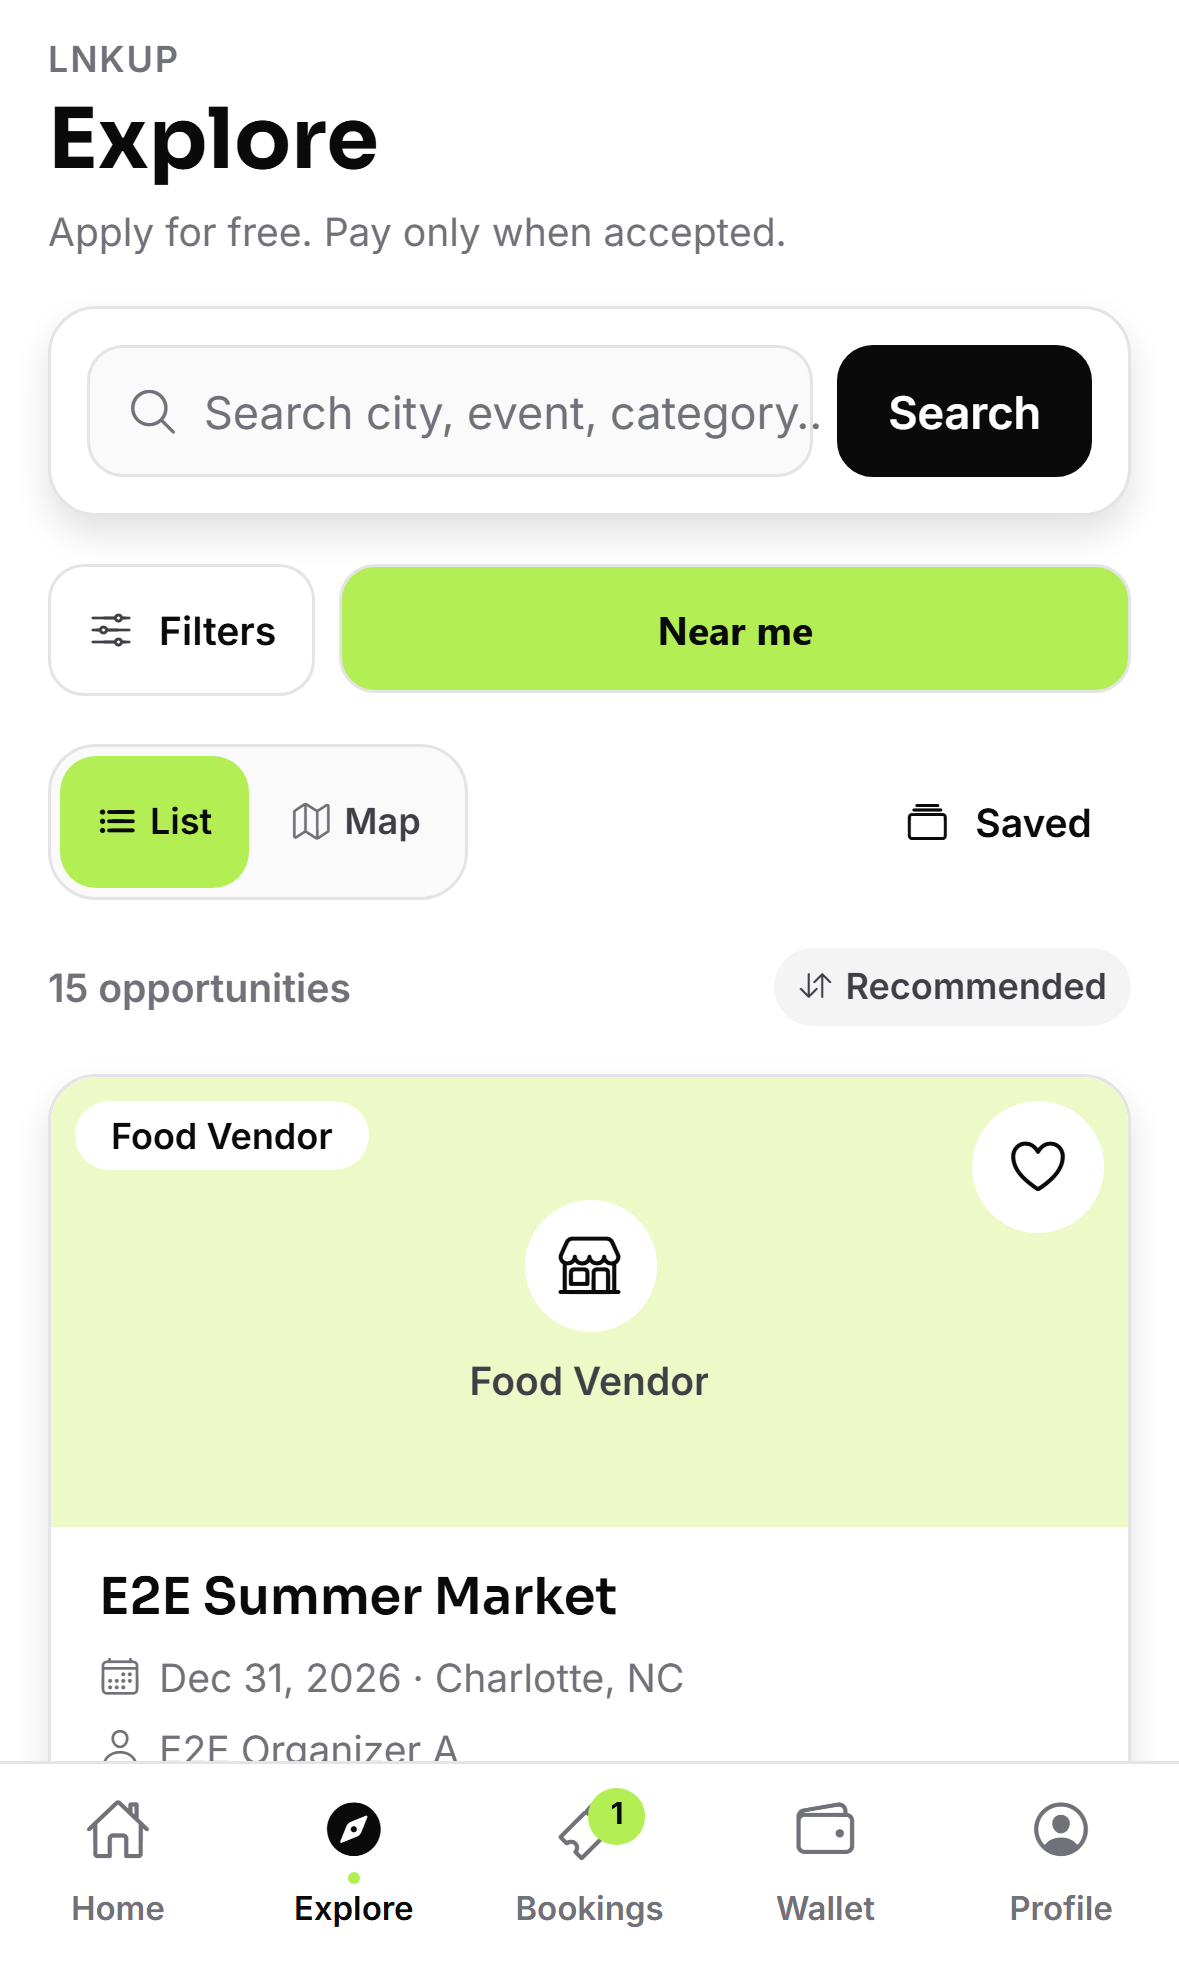 LNKUP
Explore
Apply for free. Pay only when accepted.
Search city, event, category..
Search
Filters
Near me
List
Map
Saved
15 opportunities
Recommended
Food Vendor
Food Vendor
E2E Summer Market
Dec 31, 2026 · Charlotte, NC
E2E Organizer A
1
Home
Explore
Bookings
Wallet
Profile